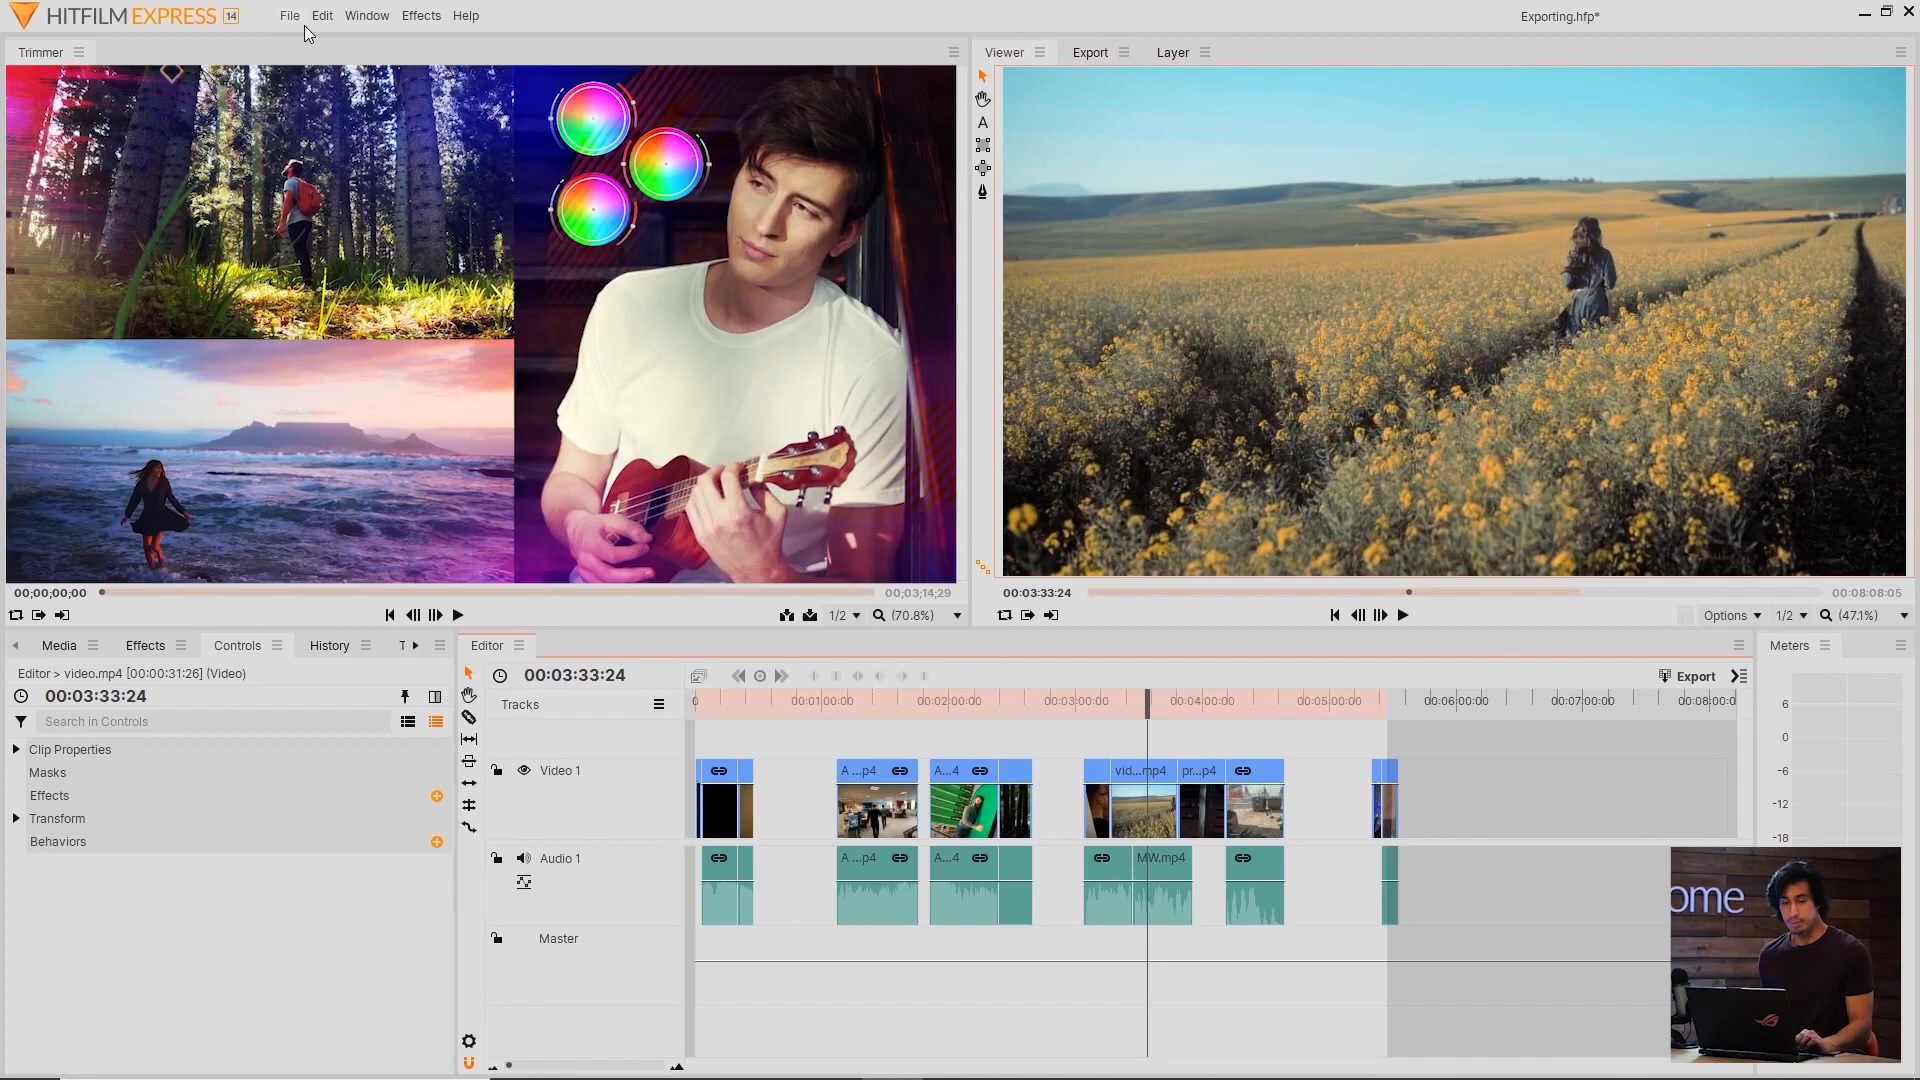 HITFILM EXPRESS 14
File Edit Window Effects Help
Exporting.hfp*
Trimmer
Viewer Export Layer
A
00;00;00;00
00;03;14;29
00:03:33:24
00:08:08:05
1/2 (70.8%)
Options 1/2 (47.1%)
Media Effects Controls History T
Editor
Meters
Editor > video.mp4 [00:00:31:26] (Video)
00:03:33:24
Search in Controls
Clip Properties
Masks
Effects
Transform
Behaviors
00:03:33:24
Export
Tracks
0 00:01:00:00 00:02:00:00 00:03:00:00 00:04:00:00 00:05:00:00 00:06:00:00 00:07:00:00 00:08:00:0
Video 1
A ...p4 A...4 vid...mp4 pr...p4
Audio 1
A ...p4 A...4 MW.mp4
Master
6
0
-6
-12
-18
ome